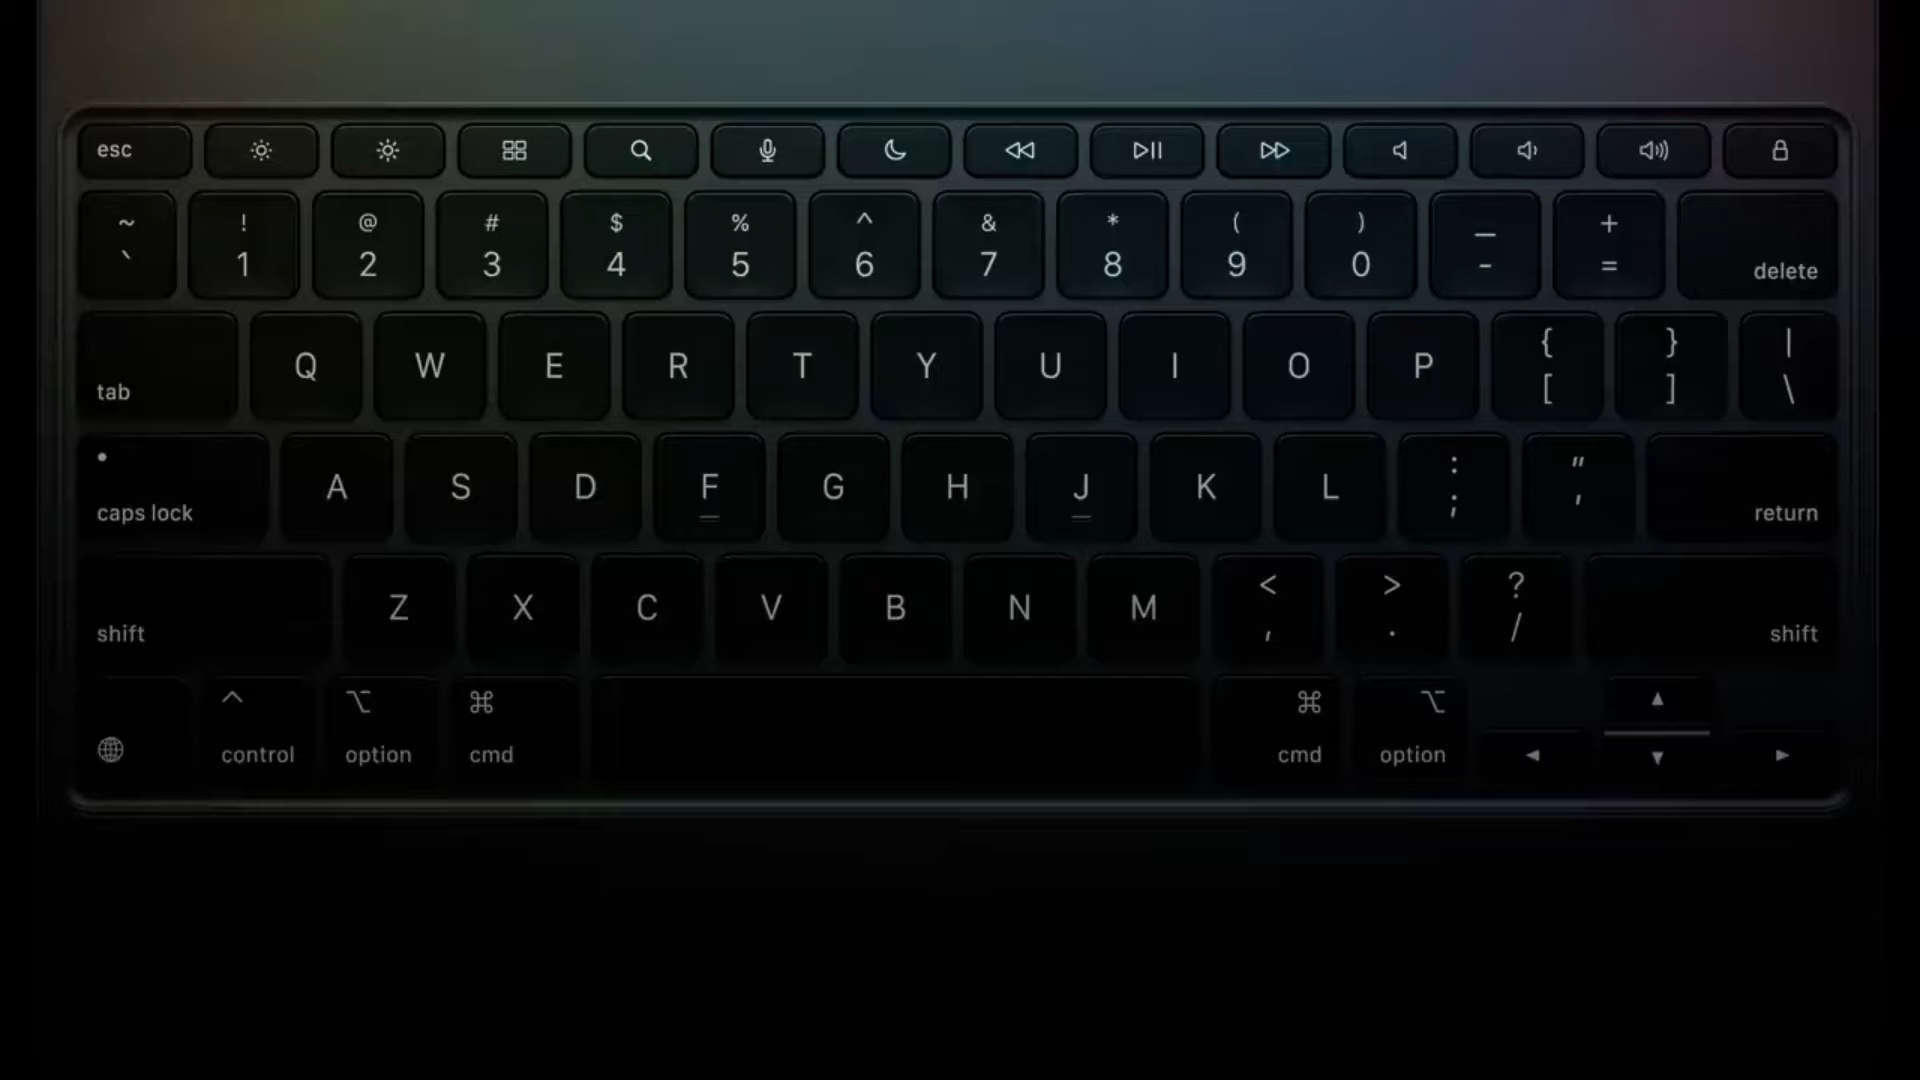 esc
~ ! @ # $ % ^ & * ( ) _ +
` 1 2 3 4 5 6 7 8 9 0 - = delete
tab Q W E R T Y U I O P { [ } ] | \
caps lock A S D F G H J K L : ; " ' return
shift Z X C V B N M < , > . ? / shift
^ ⌥ ⌘ ⌘ ⌥
control option cmd cmd option